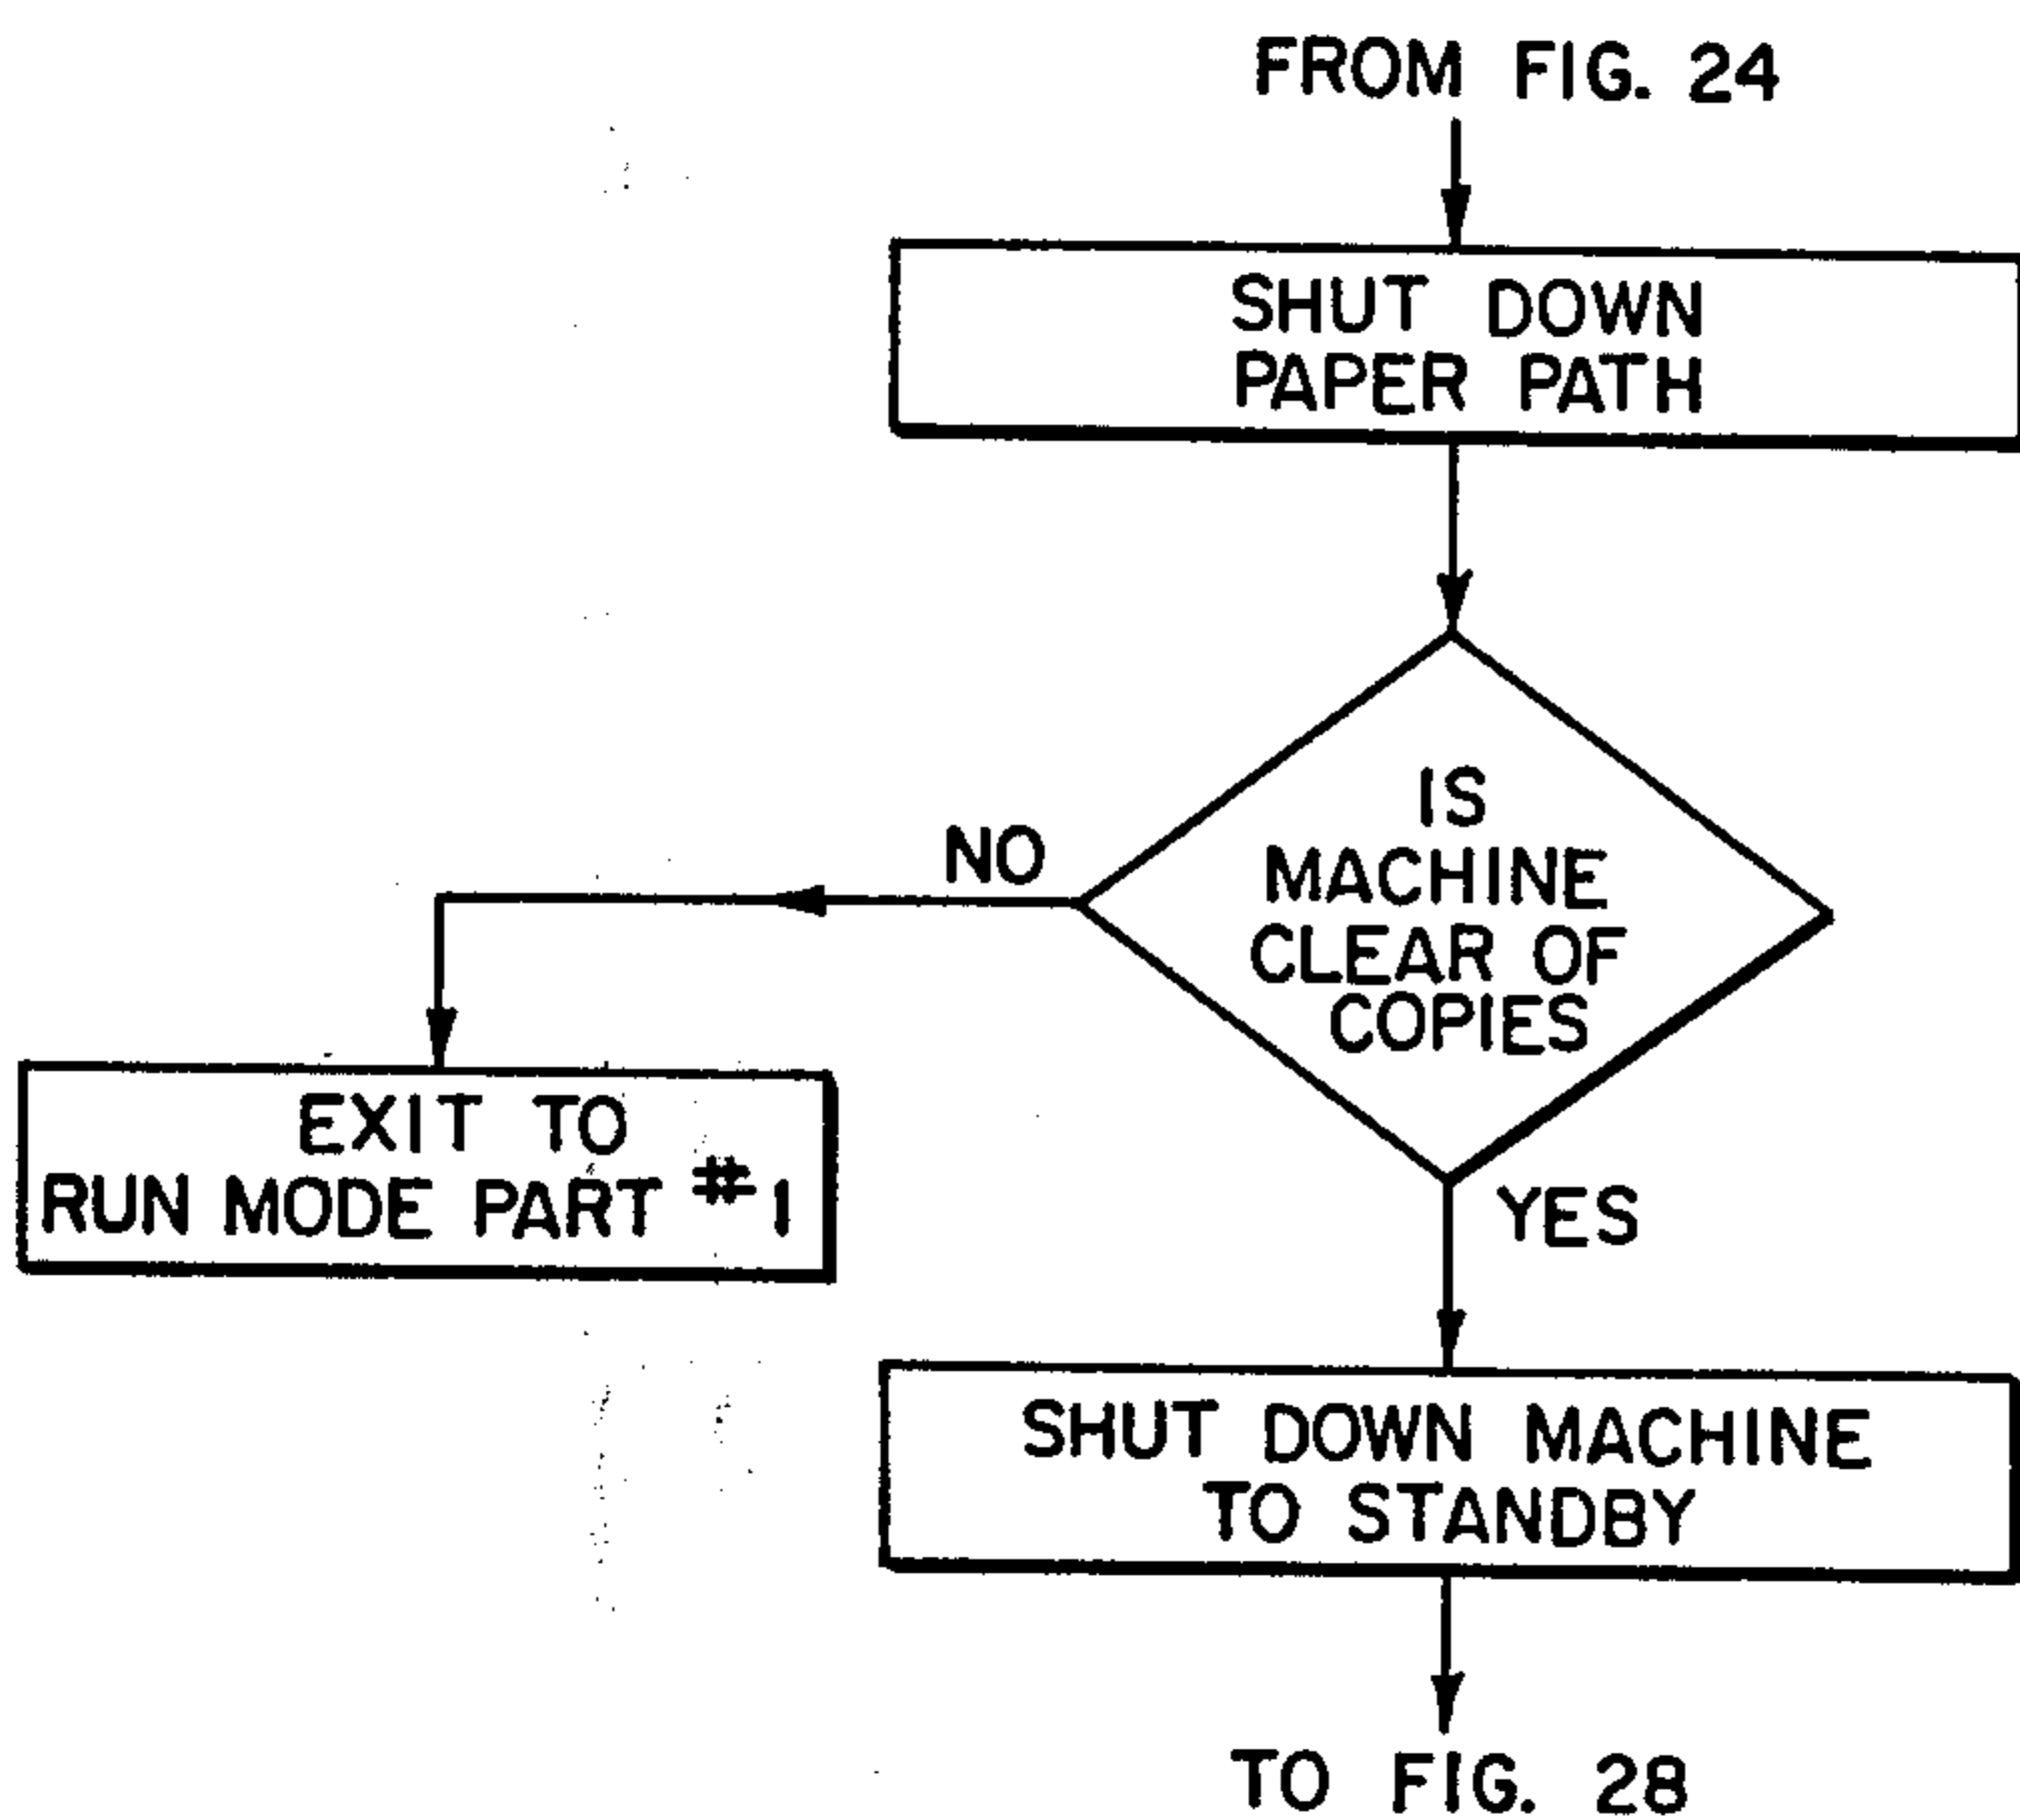 FROM FIG. 24
SHUT DOWN
PAPER PATH
IS
MACHINE
CLEAR OF
COPIES
NO
EXIT TO
RUN MODE PART #1
YES
SHUT DOWN MACHINE
TO STANDBY
TO FIG. 28